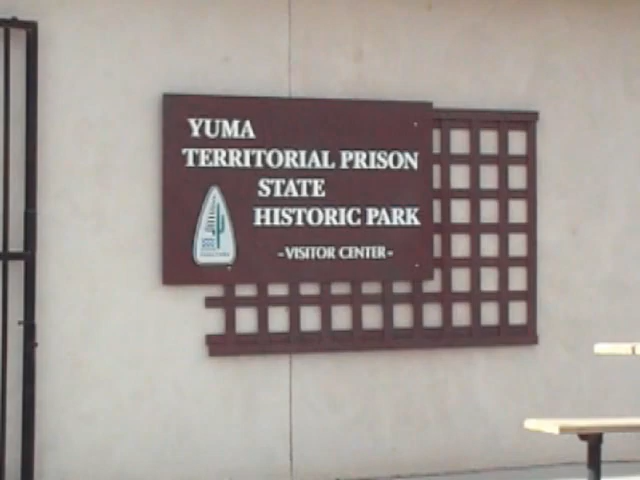 YUMA
TERRITORIAL PRISON
STATE
HISTORIC PARK
-VISITOR CENTER-